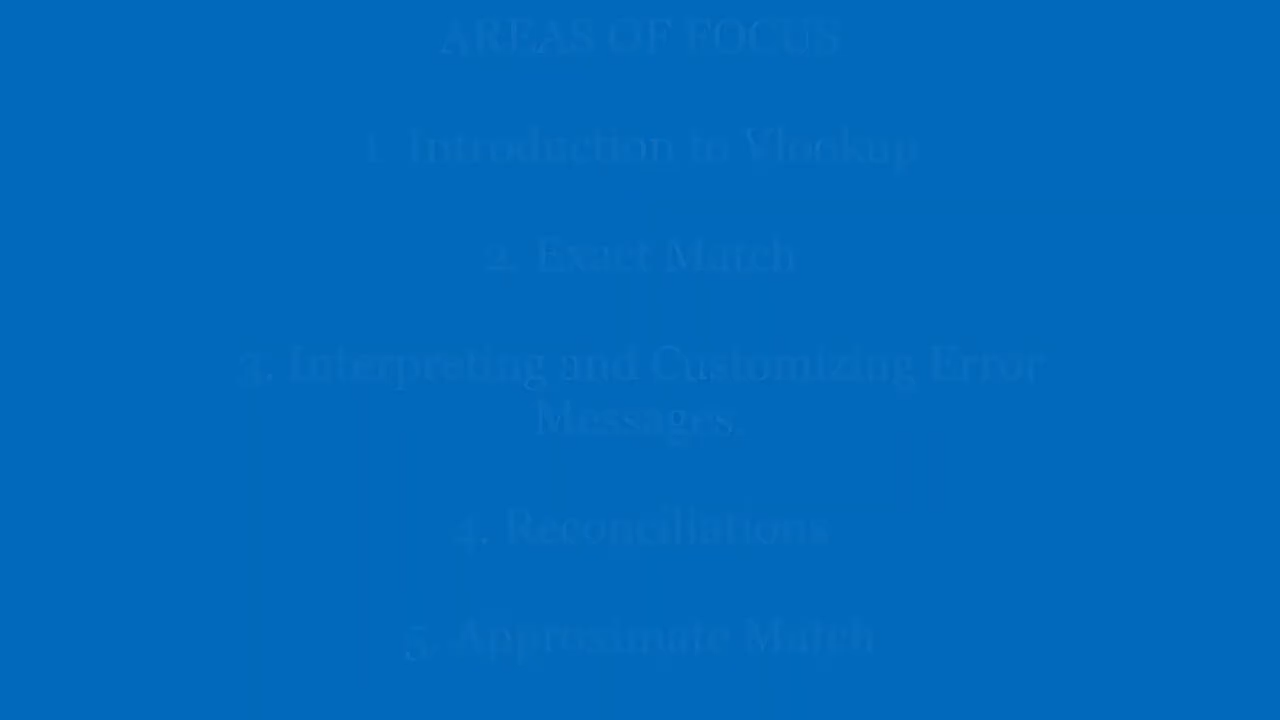 AREAS OF FOCUS
1. Introduction to Vlookup
2. Exact Match
3. Interpreting and Customizing Error
Messages
4. Reconciliations
5. Approximate Match